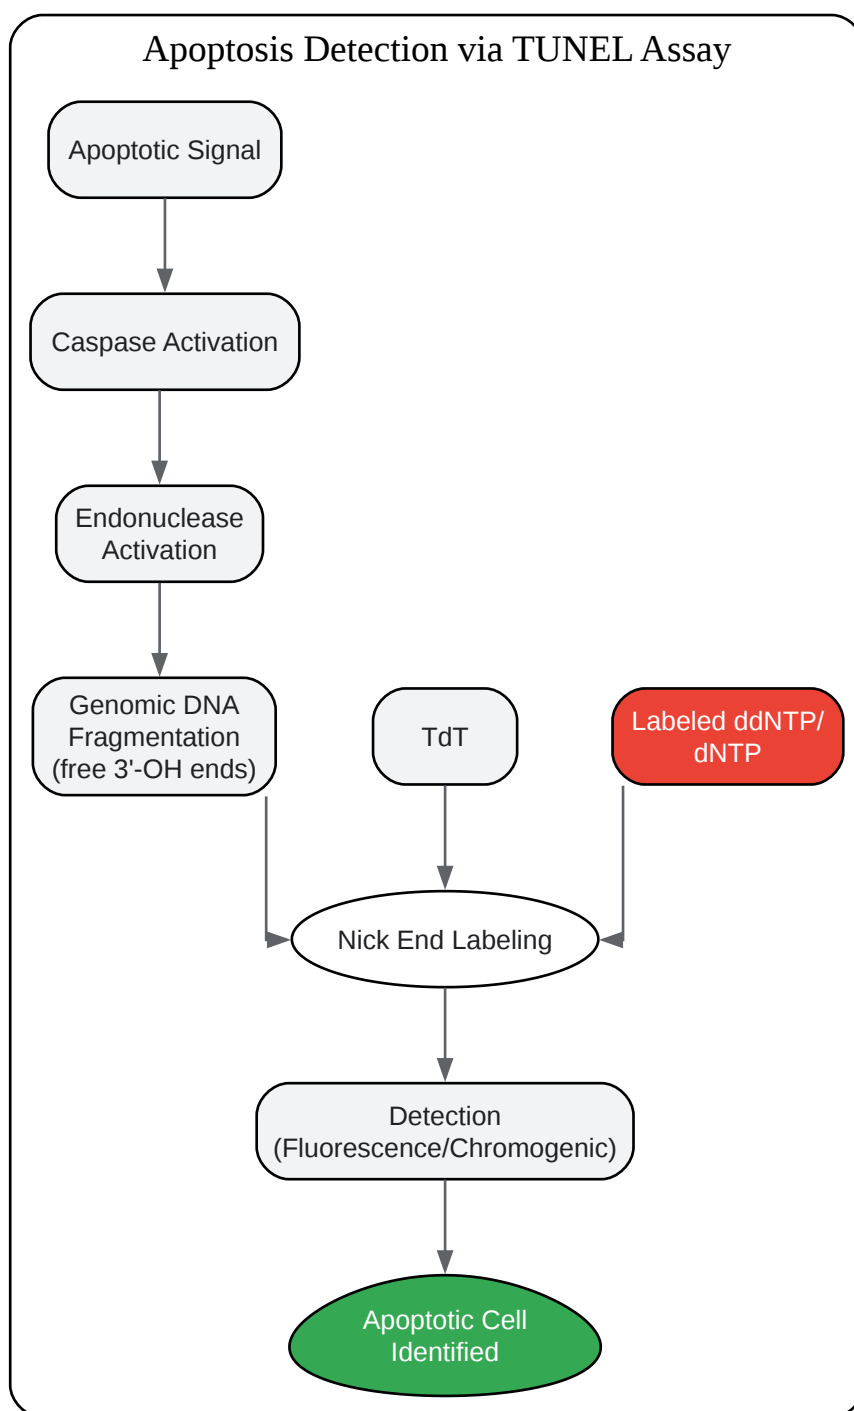 Apoptosis Detection via TUNEL Assay
Apoptotic Signal
Caspase Activation
Endonuclease
Activation
Genomic DNA
Fragmentation
(free 3'-OH ends)
TdT
Labeled ddNTP/
dNTP
Nick End Labeling
Detection
(Fluorescence/Chromogenic)
Apoptotic Cell
Identified